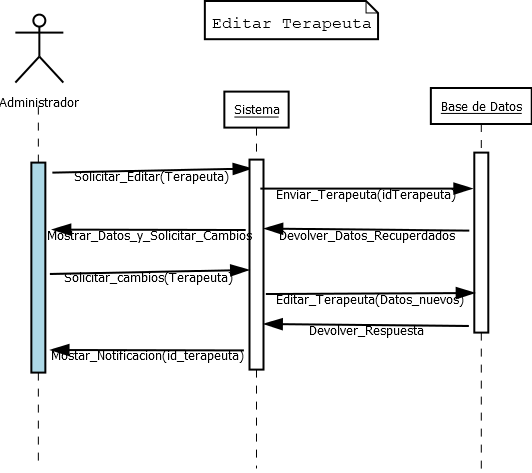 Editar Terapeuta
Administrador
Sistema
Base de Datos
Solicitar_Editar(Terapeuta)
Enviar_Terapeuta(idTerapeuta)
Mostrar_Datos_y_Solicitar_Cambios
Devolver_Datos_Recuperdados
Solicitar_cambios(Terapeuta)
Editar_Terapeuta(Datos_nuevos)
Devolver_Respuesta
Mostar_Notificacion(id_terapeuta)